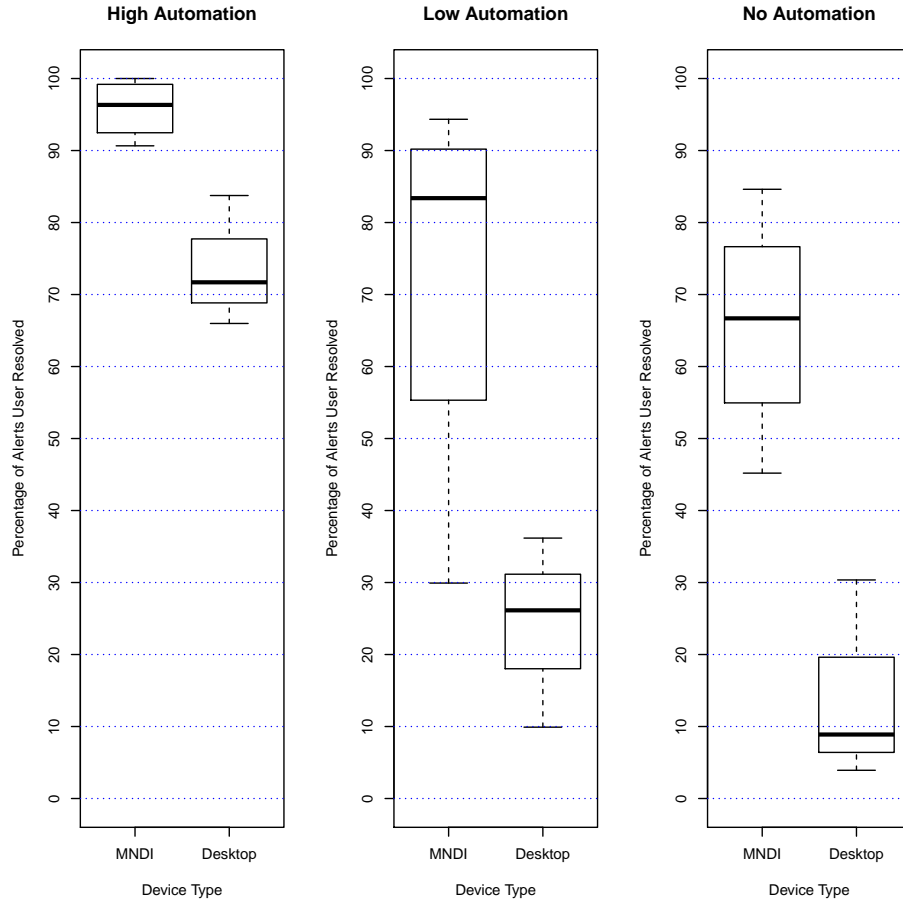 High Automation
Percentage of Alerts User Resolved
100
90
80
70
60
50
40
30
20
10
0
MNDI Desktop
Device Type
Low Automation
Percentage of Alerts User Resolved
100
90
80
70
60
50
40
30
20
10
0
MNDI Desktop
Device Type
No Automation
Percentage of Alerts User Resolved
100
90
80
70
60
50
40
30
20
10
0
MNDI Desktop
Device Type